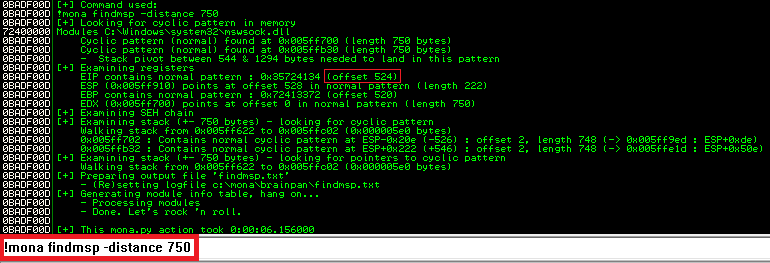 0BADF00D [+] Command used:
0BADF00D !mona findmsp -distance 750
0BADF00D [+] Looking for cyclic pattern in memory
72400000 Modules C:\Windows\system32\mswsock.dll
0BADF00D Cyclic pattern (normal) found at 0x005ff700 (length 750 bytes)
0BADF00D Cyclic pattern (normal) found at 0x005ffb30 (length 750 bytes)
0BADF00D - Stack pivot between 544 & 1294 bytes needed to land in this pattern
0BADF00D [+] Examining registers
0BADF00D EIP contains normal pattern : 0x35724134 (offset 524)
0BADF00D ESP (0x005ff910) points at offset 528 in normal pattern (length 222)
0BADF00D EBP contains normal pattern : 0x72413372 (offset 520)
0BADF00D EDX (0x005ff700) points at offset 0 in normal pattern (length 750)
0BADF00D [+] Examining SEH chain
0BADF00D [+] Examining stack (+- 750 bytes) - looking for cyclic pattern
0BADF00D Walking stack from 0x005ff622 to 0x005ffc02 (0x000005e0 bytes)
0BADF00D 0x005ff702 : Contains normal cyclic pattern at ESP-0x20e (-526) : offset 2, length 748 (-> 0x005ff9ed : ESP+0xde)
0BADF00D 0x005ffb32 : Contains normal cyclic pattern at ESP+0x222 (+546) : offset 2, length 748 (-> 0x005ffe1d : ESP+0x50e)
0BADF00D [+] Examining stack (+- 750 bytes) - looking for pointers to cyclic pattern
0BADF00D Walking stack from 0x005ff622 to 0x005ffc02 (0x000005e0 bytes)
0BADF00D [+] Preparing output file 'findmsp.txt'
0BADF00D - (Re)setting logfile c:\mona\brainpan\findmsp.txt
0BADF00D [+] Generating module info table, hang on...
0BADF00D - Processing modules
0BADF00D - Done. Let's rock 'n roll.
0BADF00D
0BADF00D [+] This mona.py action took 0:00:06.156000
!mona findmsp -distance 750